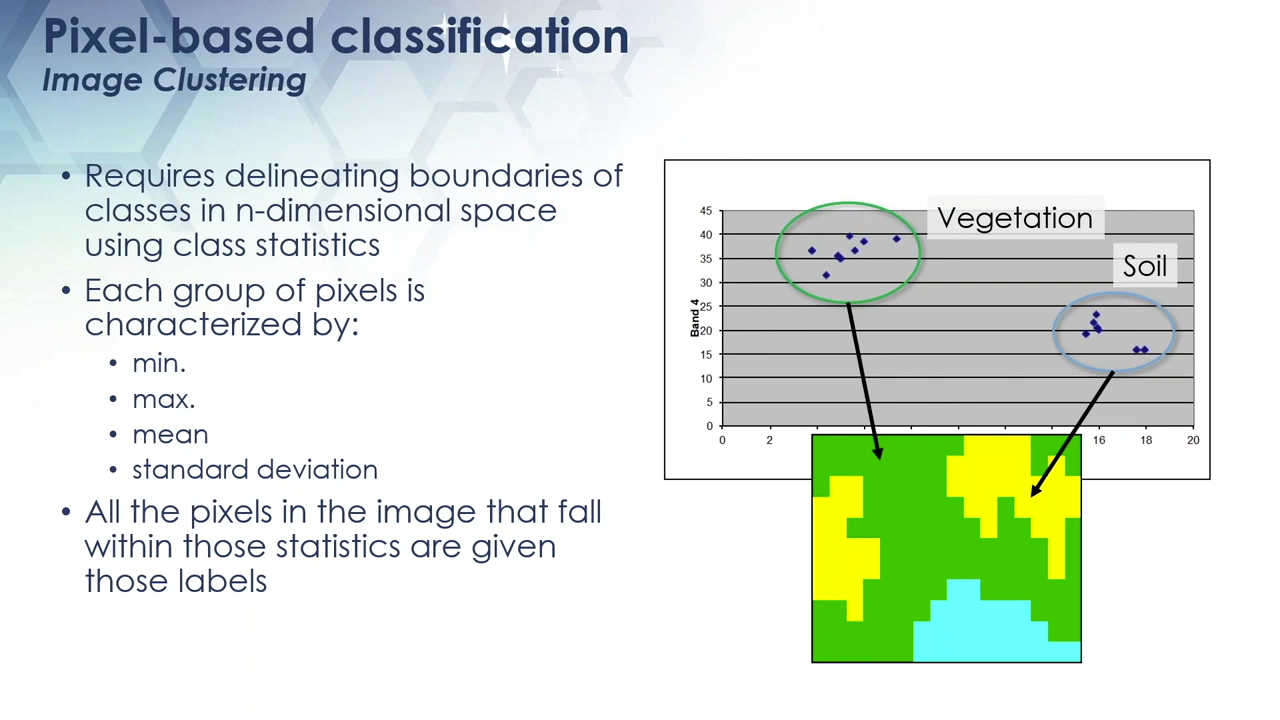 Pixel-based classification
Image Clustering
• Requires delineating boundaries of
classes in n-dimensional space
using class statistics
• Each group of pixels is
characterized by:
• min.
• max.
• mean
• standard deviation
• All the pixels in the image that fall
within those statistics are given
those labels
Vegetation
Soil
Band 4
45
40
35
30
25
20
15
10
5
0
0 2 16 18 20